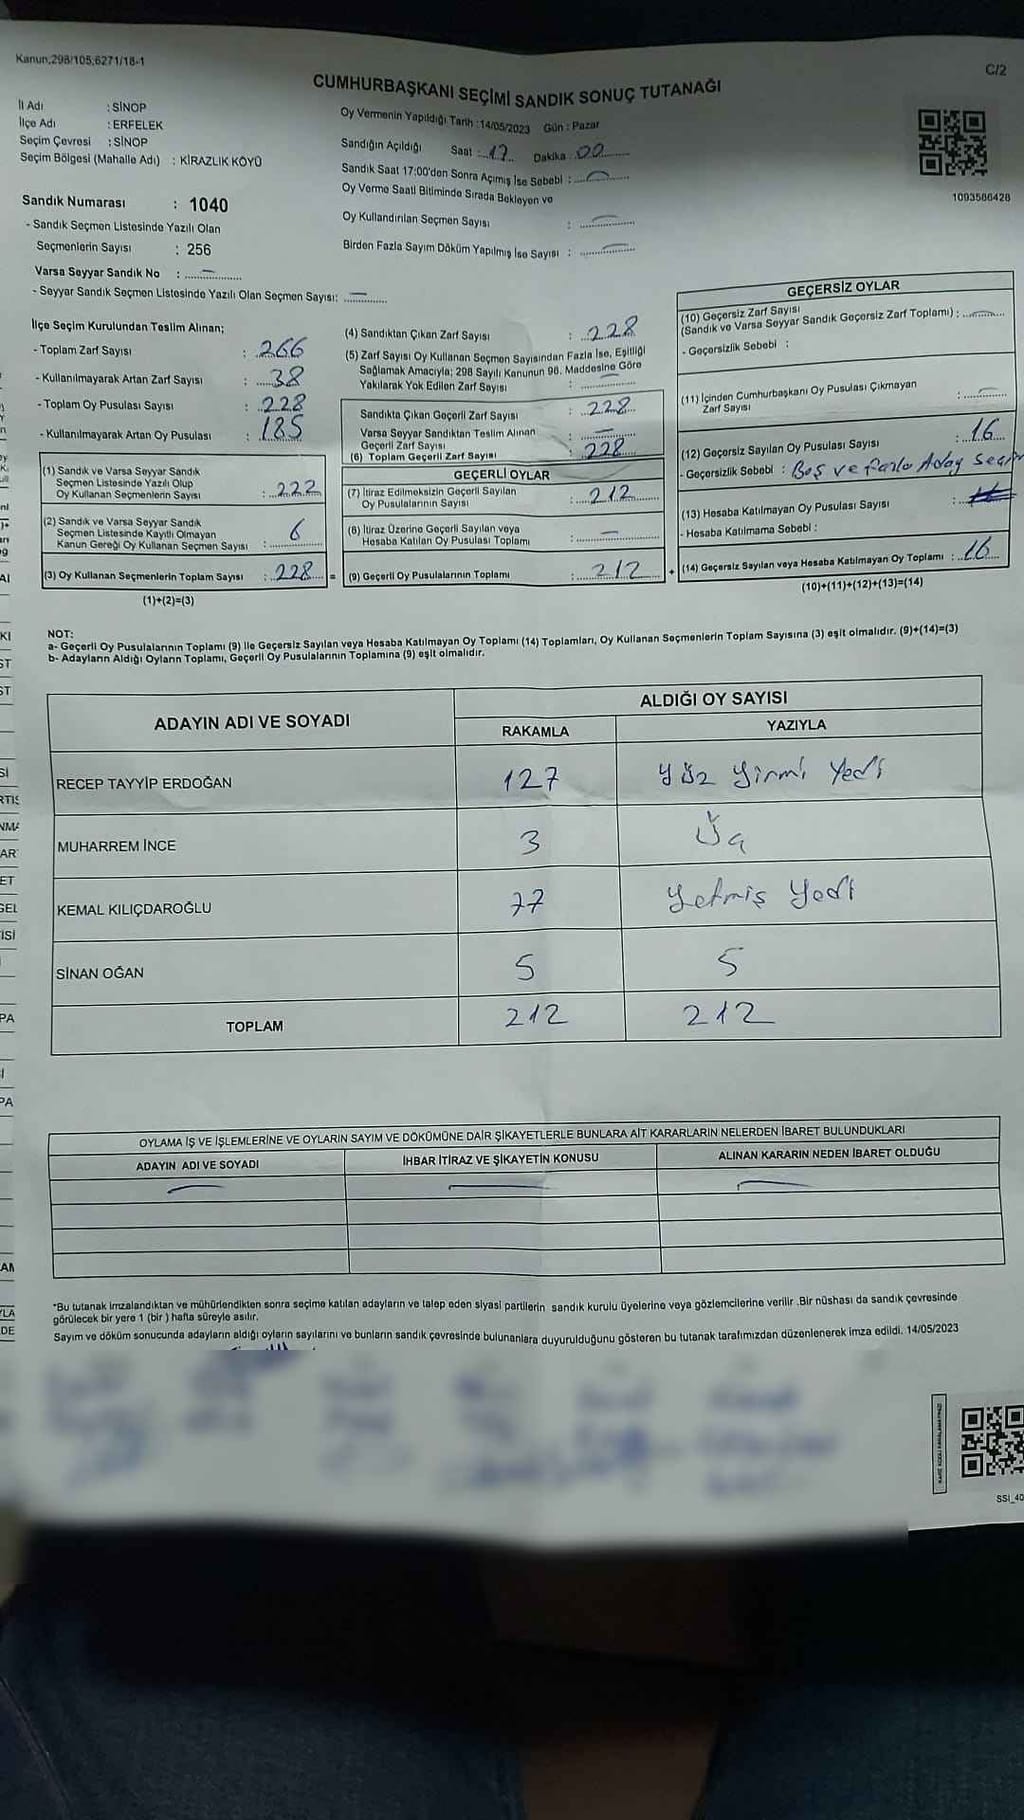 Kanun,298/105;6271/18-1
C/2
CUMHURBAŞKANI SEÇİMİ SANDIK SONUÇ TUTANAĞI
İl Adı : SİNOP
İlçe Adı : ERFELEK
Seçim Çevresi : SİNOP
Seçim Bölgesi (Mahalle Adı) : KİRAZLIK KÖYÜ
Oy Vermenin Yapıldığı Tarih :14/05/2023 Gün : Pazar
Sandığın Açıldığı Saat : 17 Dakika 00
Sandık Saat 17:00'den Sonra Açımış İse Sebebi :
Oy Verme Saati Bitiminde Sırada Bekleyen ve
Oy Kullandırılan Seçmen Sayısı :
Birden Fazla Sayım Döküm Yapılmış İse Sayısı :
1093586428
Sandık Numarası : 1040
- Sandık Seçmen Listesinde Yazılı Olan
Seçmenlerin Sayısı : 256
Varsa Seyyar Sandık No : –
- Seyyar Sandık Seçmen Listesinde Yazılı Olan Seçmen Sayısı: –
İlçe Seçim Kurulundan Teslim Alınan;
- Toplam Zarf Sayısı : 266
- Kullanılmayarak Artan Zarf Sayısı : 38
- Toplam Oy Pusulası Sayısı : 228
- Kullanılmayarak Artan Oy Pusulası : 185
(1) Sandık ve Varsa Seyyar Sandık
Seçmen Listesinde Yazılı Olup
Oy Kullanan Seçmenlerin Sayısı : 222
(2) Sandık ve Varsa Seyyar Sandık
Seçmen Listesinde Kayıtlı Olmayan
Kanun Gereği Oy Kullanan Seçmen Sayısı : 6
(3) Oy Kullanan Seçmenlerin Toplam Sayısı : 228 =
(1)+(2)=(3)
(4) Sandıktan Çıkan Zarf Sayısı : 228
(5) Zarf Sayısı Oy Kullanan Seçmen Sayısından Fazla İse, Eşitliği
Sağlamak Amacıyla; 298 Sayılı Kanunun 98. Maddesine Göre
Yakılarak Yok Edilen Zarf Sayısı : –
Sandıkta Çıkan Geçerli Zarf Sayısı : 228
Varsa Seyyar Sandıktan Teslim Alınan
Geçerli Zarf Sayısı : –
(6) Toplam Geçerli Zarf Sayısı : 228
GEÇERLİ OYLAR
(7) İtiraz Edilmeksizin Geçerli Sayılan
Oy Pusulalarının Sayısı : 212
(8) İtiraz Üzerine Geçerli Sayılan veya
Hesaba Katılan Oy Pusulası Toplamı : –
(9) Geçerli Oy Pusulalarının Toplamı : 212 +
GEÇERSİZ OYLAR
(10) Geçersiz Zarf Sayısı
(Sandık ve Varsa Seyyar Sandık Geçersiz Zarf Toplamı) : –
- Geçersizlik Sebebi :
(11) İçinden Cumhurbaşkanı Oy Pusulası Çıkmayan
Zarf Sayısı : –
(12) Geçersiz Sayılan Oy Pusulası Sayısı : 16
- Geçersizlik Sebebi : Boş ve fazla Aday
(13) Hesaba Katılmayan Oy Pusulası Sayısı :
- Hesaba Katılmama Sebebi :
(14) Geçersiz Sayılan veya Hesaba Katılmayan Oy Toplamı : 16
(10)+(11)+(12)+(13)=(14)
NOT:
a- Geçerli Oy Pusulalarının Toplamı (9) ile Geçersiz Sayılan veya Hesaba Katılmayan Oy Toplamı (14) Toplamları, Oy Kullanan Seçmenlerin Toplam Sayısına (3) eşit olmalıdır. (9)+(14)=(3)
b- Adayların Aldığı Oyların Toplamı, Geçerli Oy Pusulalarının Toplamına (9) eşit olmalıdır.
ADAYIN ADI VE SOYADI ALDIĞI OY SAYISI
RAKAMLA YAZIYLA
RECEP TAYYİP ERDOĞAN 127 yüz yirmi Yedi
MUHARREM İNCE 3 Üç
KEMAL KILIÇDAROĞLU 77 Yetmiş Yedi
SİNAN OĞAN 5 5
TOPLAM 212 212
OYLAMA İŞ VE İŞLEMLERİNE VE OYLARIN SAYIM VE DÖKÜMÜNE DAİR ŞİKAYETLERLE BUNLARA AİT KARARLARIN NELERDEN İBARET BULUNDUKLARI
ADAYIN ADI VE SOYADI İHBAR İTİRAZ VE ŞİKAYETİN KONUSU ALINAN KARARIN NEDEN İBARET OLDUĞU
*Bu tutanak imzalandıktan ve mühürlendikten sonra seçime katılan adayların ve talep eden siyasi partilerin sandık kurulu üyelerine veya gözlemcilerine verilir .Bir nüshası da sandık çevresinde
görülecek bir yere 1 (bir ) hafta süreyle asılır.
Sayım ve döküm sonucunda adayların aldığı oyların sayılarını ve bunların sandık çevresinde bulunanlara duyurulduğunu gösteren bu tutanak tarafımızdan düzenlenerek imza edildi. 14/05/2023
SSI_40